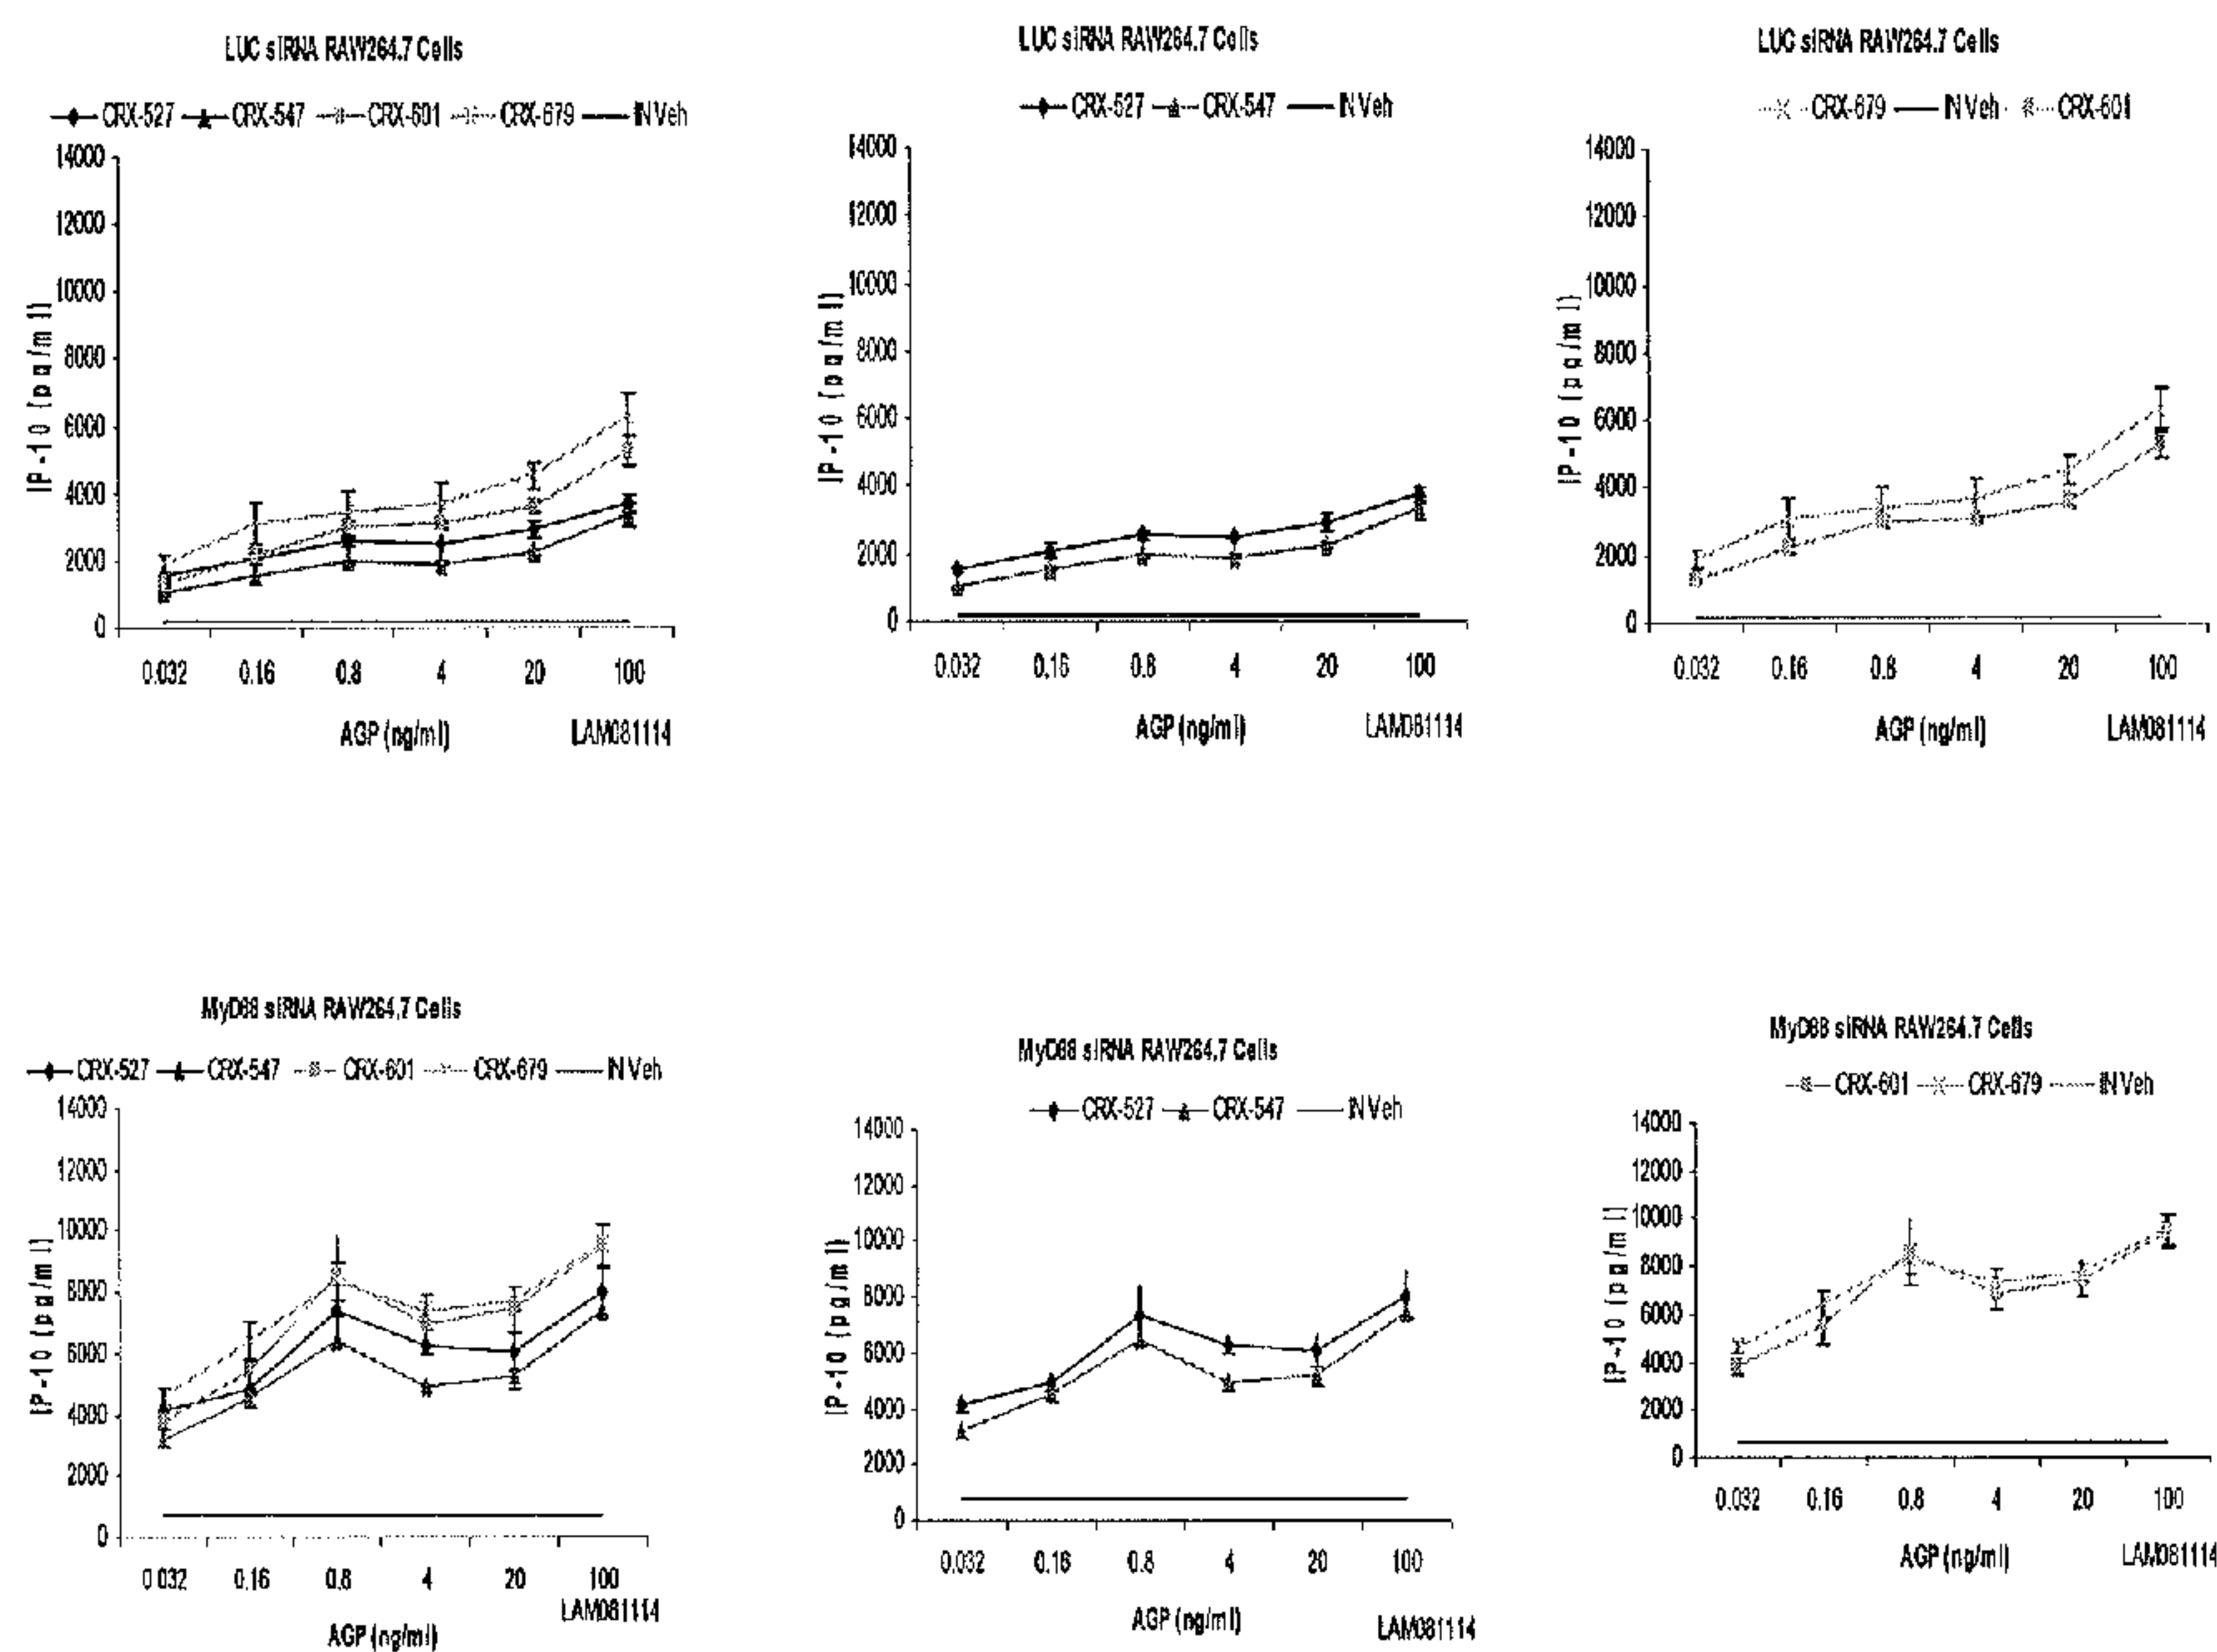 LUC siRNA RAW264.7 Cells
CRX-527 CRX-547 CRX-601 CRX-679 IN Veh
14000
12000
10000
8000
6000
4000
2000
0
IP-10 (pg/ml)
0.032 0.16 0.8 4 20 100
AGP (ng/ml) LAM081114
LUC siRNA RAW264.7 Cells
CRX-527 CRX-547 IN Veh
14000
12000
10000
8000
6000
4000
2000
0
IP-10 (pg/ml)
0.032 0.16 0.8 4 20 100
AGP (ng/ml) LAM081114
LUC siRNA RAW264.7 Cells
CRX-679 IN Veh CRX-601
14000
12000
10000
8000
6000
4000
2000
0
IP-10 (pg/ml)
0.032 0.16 0.8 4 20 100
AGP (ng/ml) LAM081114
MyD88 siRNA RAW264.7 Cells
CRX-527 CRX-547 CRX-601 CRX-679 IN Veh
14000
12000
10000
8000
6000
4000
2000
0
IP-10 (pg/ml)
0.032 0.16 0.8 4 20 100
LAM081114
AGP (ng/ml)
MyD88 siRNA RAW264.7 Cells
CRX-527 CRX-547 IN Veh
14000
12000
10000
8000
6000
4000
2000
0
IP-10 (pg/ml)
0.032 0.16 0.8 4 20 100
AGP (ng/ml) LAM081114
MyD88 siRNA RAW264.7 Cells
CRX-601 CRX-679 IN Veh
14000
12000
10000
8000
6000
4000
2000
0
IP-10 (pg/ml)
0.032 0.16 0.8 4 20 100
AGP (ng/ml) LAM081114